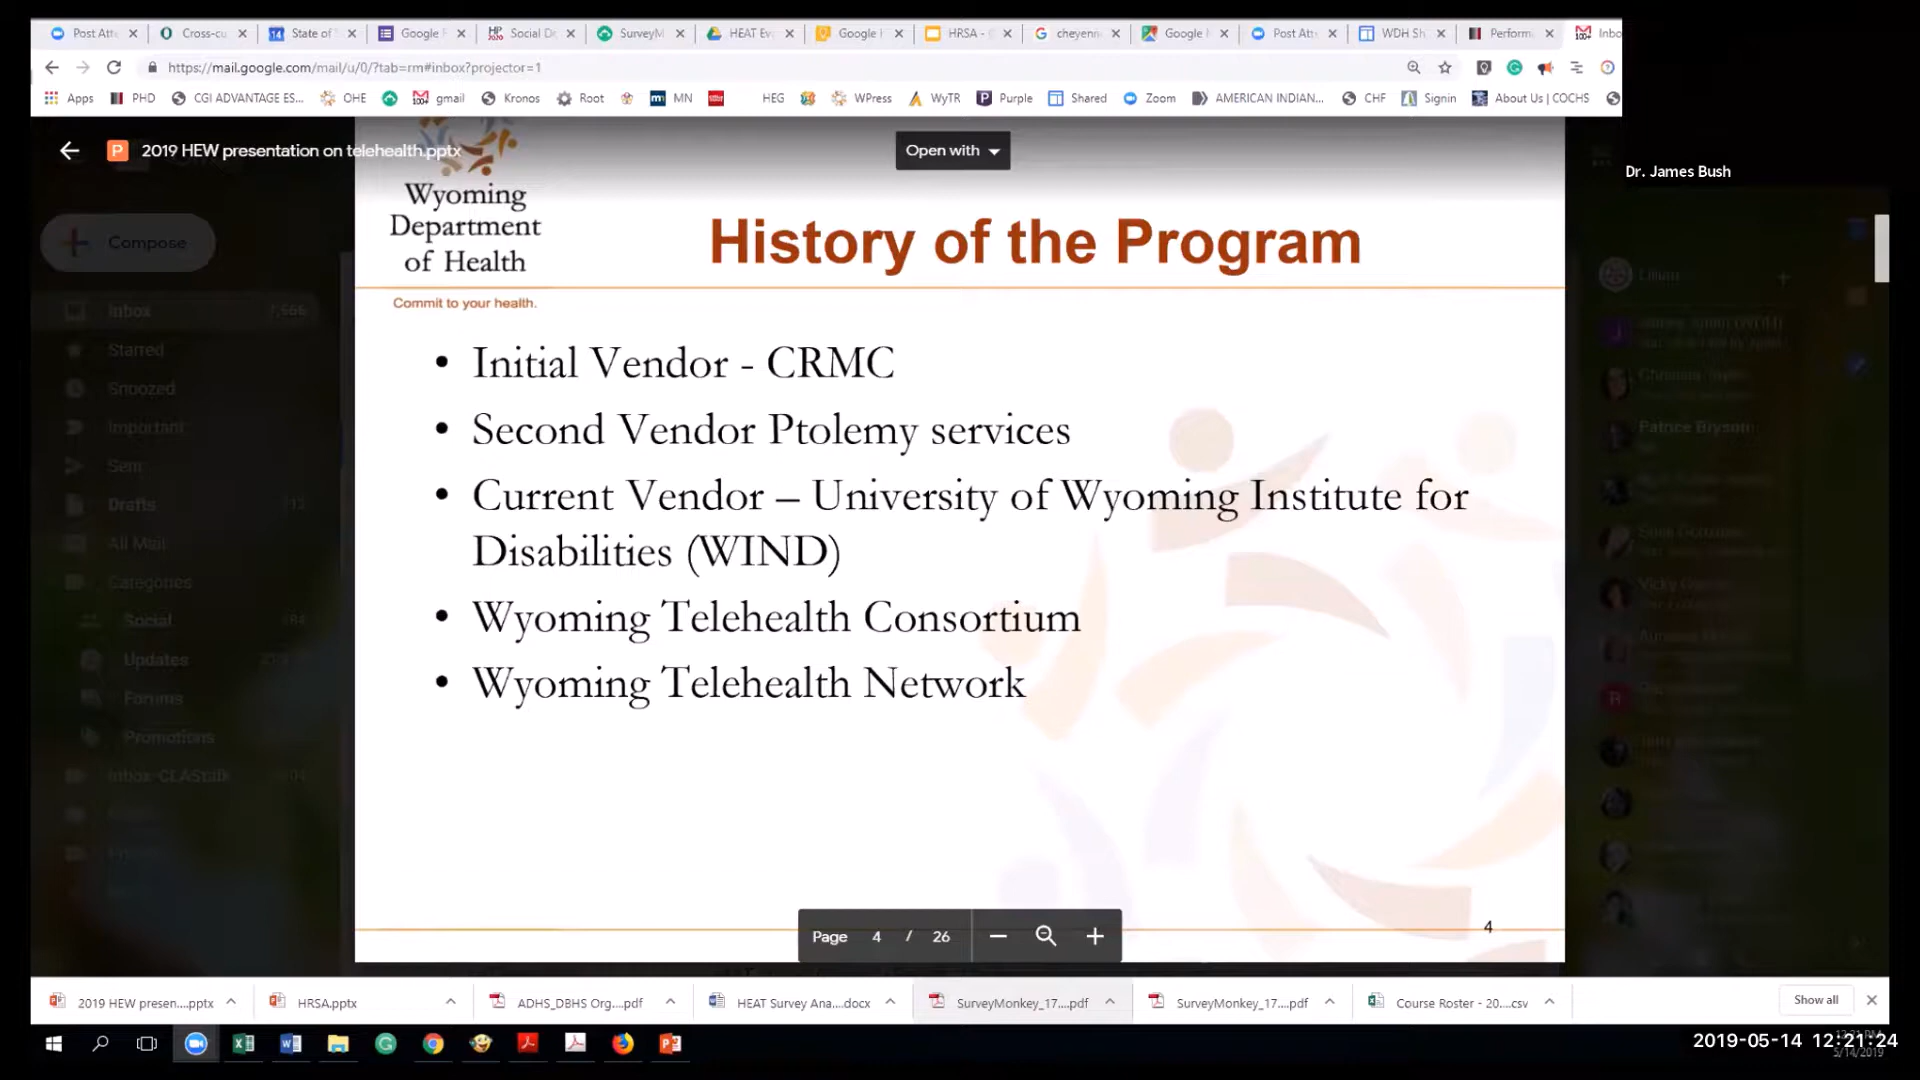 Post Att
Cross-cu
State of
Google F
Social D
SurveyM
HEAT Ev
Google
HRSA -
cheyenn
Google
Post Att
WDH Sh
Perform
Inbo
https://mail.google.com/mail/u/0/?tab=rm#inbox?projector=1
Apps PHD CGI ADVANTAGE ES... OHE gmail Kronos Root MN HEG WPress WyTR Purple Shared Zoom AMERICAN INDIAN... CHF Signin About Us | COCHS
2019 HEW presentation on telehealth.pptx
Open with
Dr. James Bush
Wyoming
Department
of Health
Commit to your health.
History of the Program
• Initial Vendor - CRMC
• Second Vendor Ptolemy services
• Current Vendor – University of Wyoming Institute for
Disabilities (WIND)
• Wyoming Telehealth Consortium
• Wyoming Telehealth Network
4
Compose
Inbox
Starred
Snoozed
Important
Sent
Drafts
All Mail
Categories
Social
Updates
Forums
Promotions
Patrice Bryson
Page 4 / 26
2019 HEW presen....pptx
HRSA.pptx
ADHS_DBHS Org....pdf
HEAT Survey Ana....docx
SurveyMonkey_17....pdf
SurveyMonkey_17....pdf
Course Roster - 20....csv
Show all
2019-05-14 12:21:24
5/14/2019